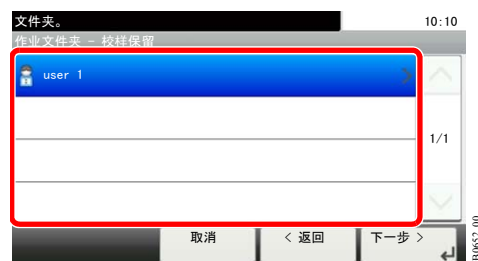 文件夹。 10:10
作业文件夹 - 校样保留
user 1
1/1
取消 < 返回 下一步 >
B0652_00